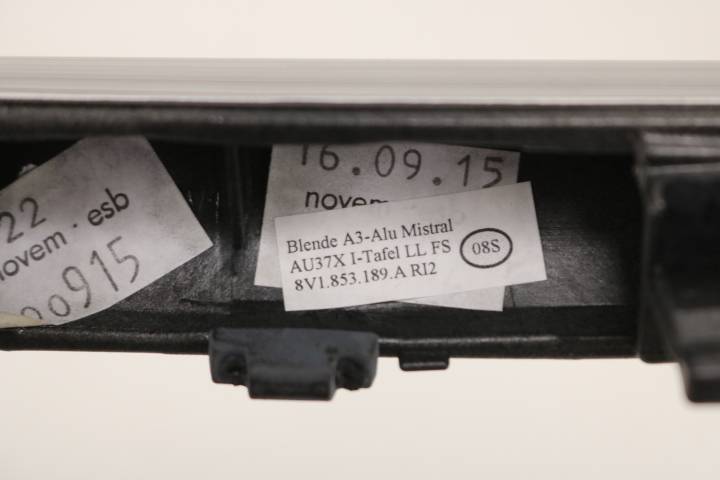 22
novem · esb
00915
16.09.15
novem
Blende A3-Alu Mistral
AU37X I-Tafel LL FS
8V1.853.189.A RI2
08S